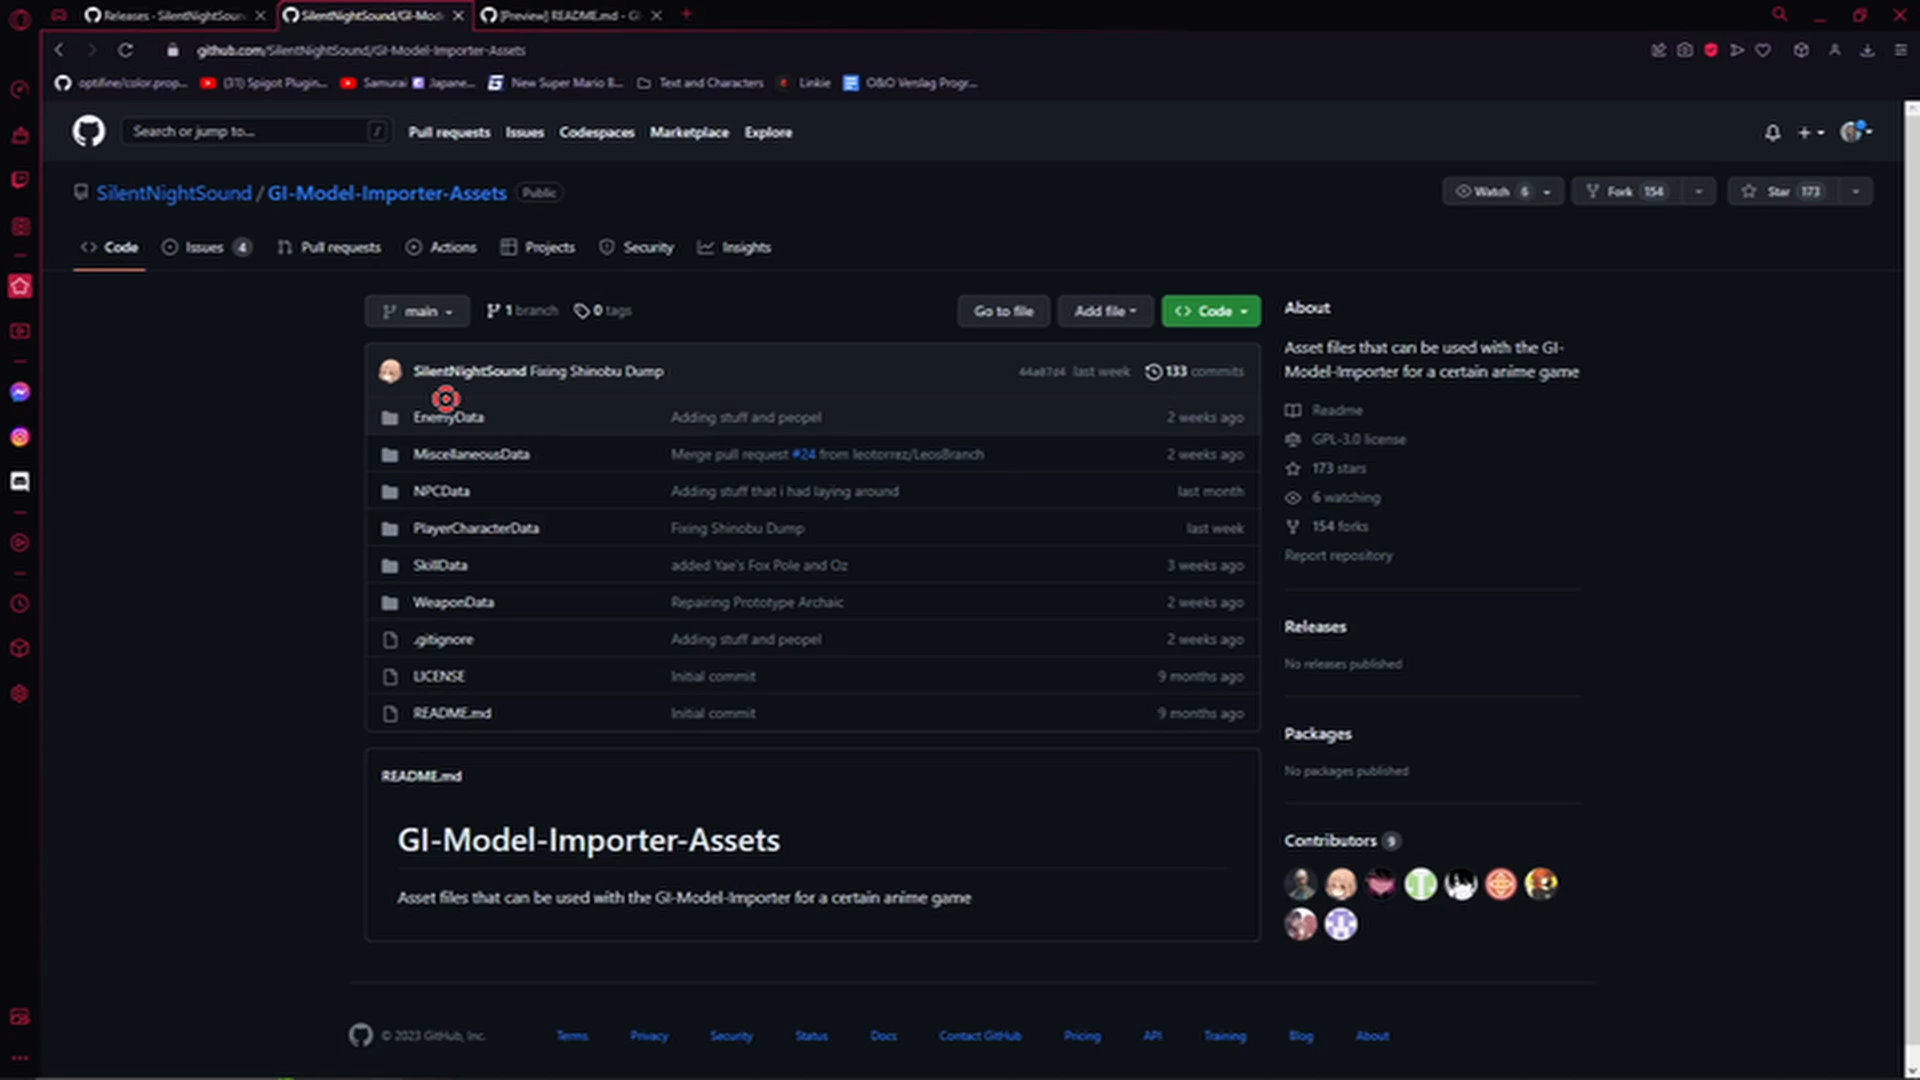 Releases - SilentNightSoun
SilentNightSound/GI-Mod
[Preview] README.md - G
github.com/SilentNightSound/GI-Model-Importer-Assets
optifine/color.prop...
(31) Spigot Plugin...
Samurai
Japane...
New Super Mario B...
Text and Characters
Linkie
O&O Verslag Progr...
Search or jump to...
/
Pull requests
Issues
Codespaces
Marketplace
Explore
SilentNightSound / GI-Model-Importer-Assets
Public
Watch 6
Fork 154
Star 173
Code
Issues 4
Pull requests
Actions
Projects
Security
Insights
main
1 branch
0 tags
Go to file
Add file
Code
SilentNightSound Fixing Shinobu Dump
44a87d4 last week
133 commits
EnemyData Adding stuff and peopel 2 weeks ago
MiscellaneousData Merge pull request #24 from leotorrez/LeosBranch 2 weeks ago
NPCData Adding stuff that i had laying around last month
PlayerCharacterData Fixing Shinobu Dump last week
SkillData added Yae's Fox Pole and Oz 3 weeks ago
WeaponData Repairing Prototype Archaic 2 weeks ago
.gitignore Adding stuff and peopel 2 weeks ago
LICENSE Initial commit 9 months ago
README.md Initial commit 9 months ago
README.md
GI-Model-Importer-Assets
Asset files that can be used with the GI-Model-Importer for a certain anime game
About
Asset files that can be used with the GI-
Model-Importer for a certain anime game
Readme
GPL-3.0 license
173 stars
6 watching
154 forks
Report repository
Releases
No releases published
Packages
No packages published
Contributors 9
© 2023 GitHub, Inc.
Terms
Privacy
Security
Status
Docs
Contact GitHub
Pricing
API
Training
Blog
About